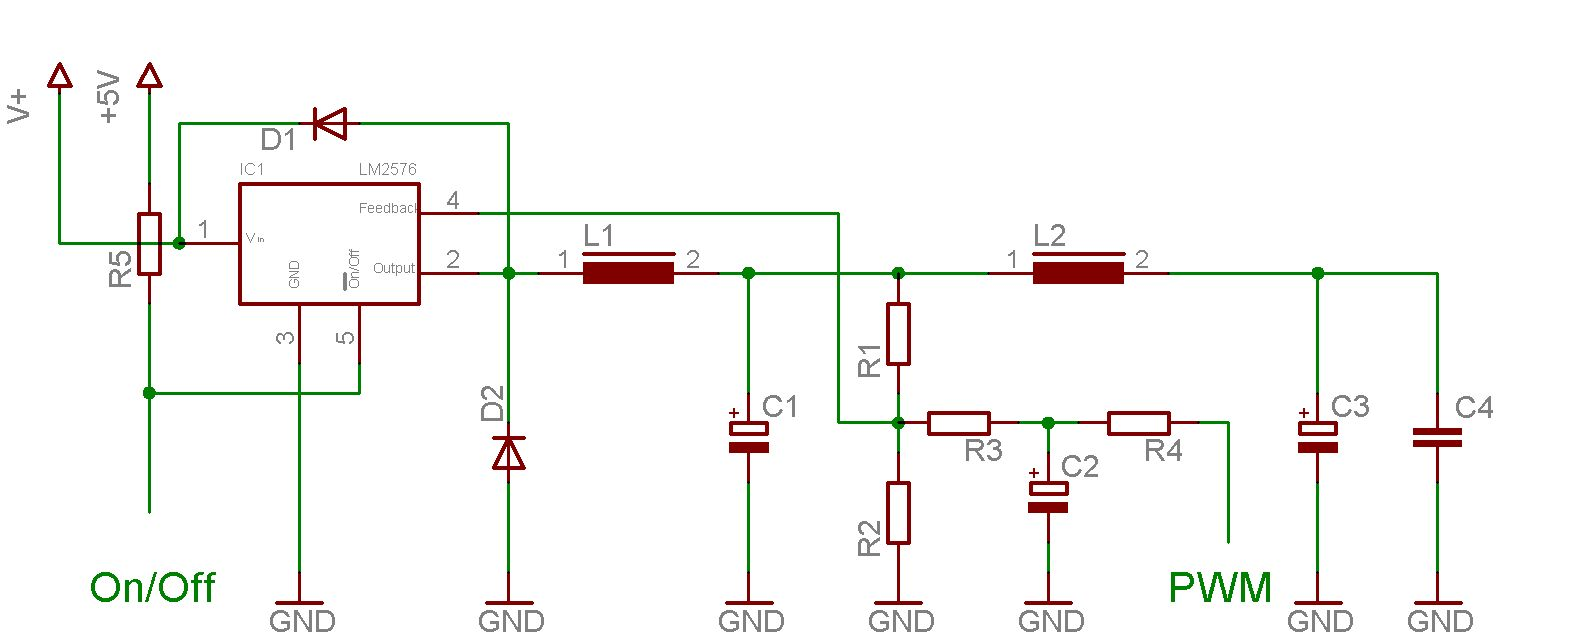 V+
+5V
D1
IC1
LM2576
1
Vin
Feedback
4
GND
On/Off
Output
2
R5
3
5
L1
1
2
L2
1
2
D2
C1
+
R1
R3
R4
R2
C2
+
C3
+
C4
On/Off
PWM
GND
GND
GND
GND
GND
GND
GND